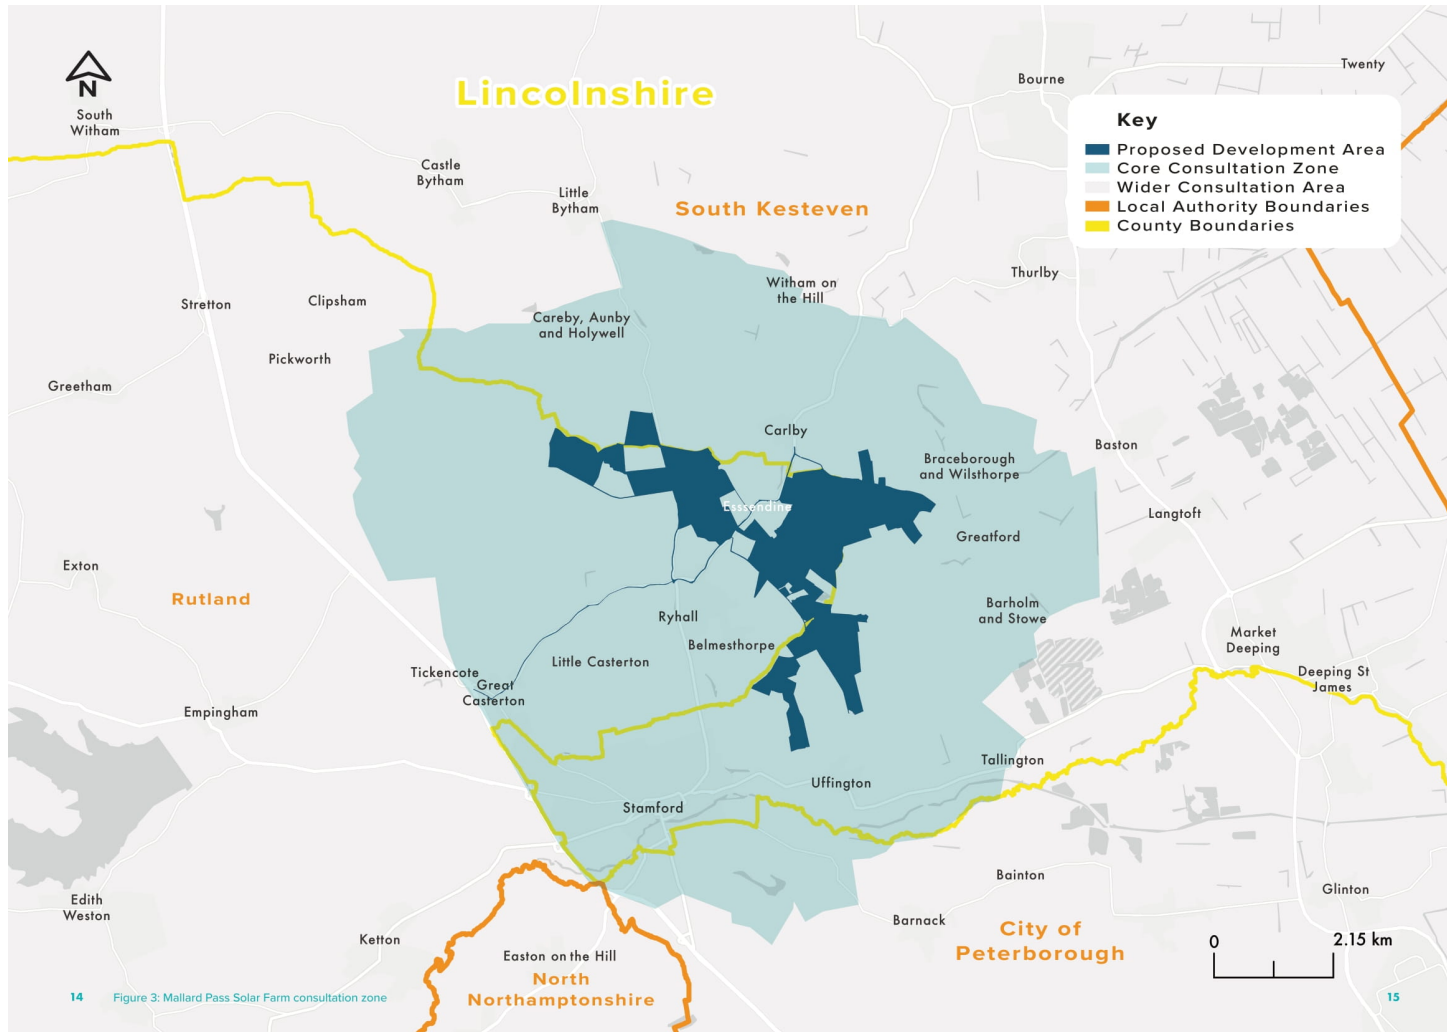 N
South
Witham
Lincolnshire
Bourne
Twenty
Key
Proposed Development Area
Core Consultation Zone
Wider Consultation Area
Local Authority Boundaries
County Boundaries
Castle
Bytham
Little
Bytham
South Kesteven
Thurlby
Witham on
the Hill
Stretton
Clipsham
Careby, Aunby
and Holywell
Pickworth
Greetham
Carlby
Baston
Braceborough
and Wilsthorpe
Esssendine
Langtoft
Greatford
Exton
Rutland
Ryhall
Barholm
and Stowe
Belmesthorpe
Market
Deeping
Little Casterton
Tickencote
Great
Casterton
Deeping St
James
Empingham
Tallington
Uffington
Stamford
Bainton
Glinton
Edith
Weston
Barnack
City of
Peterborough
Ketton
Easton on the Hill
North
Northamptonshire
0
2.15 km
14
Figure 3: Mallard Pass Solar Farm consultation zone
15